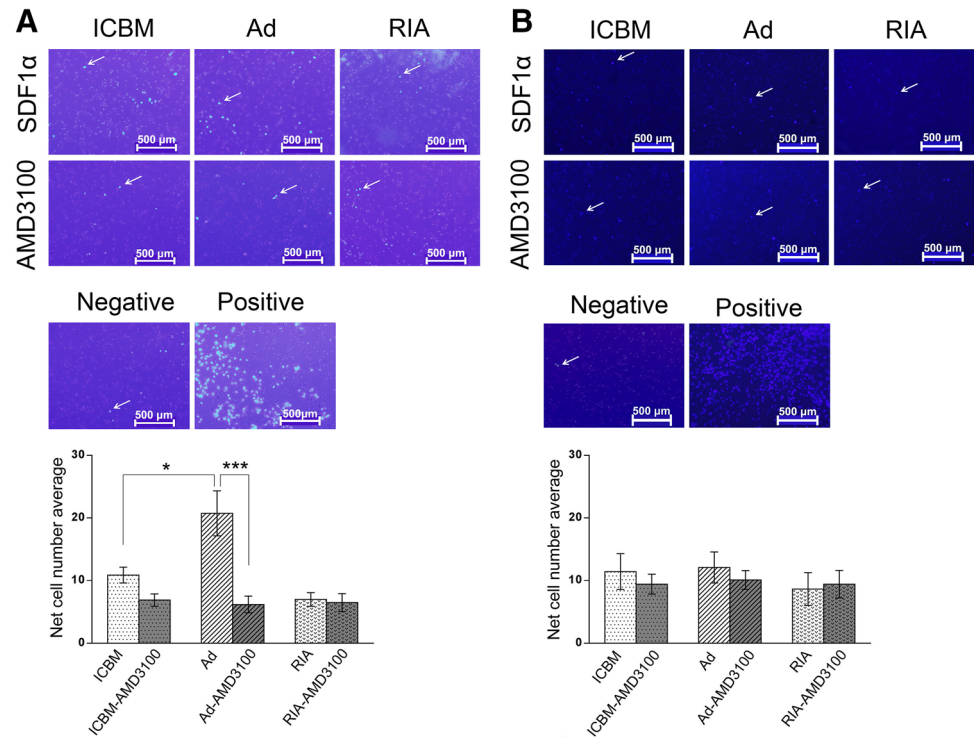 A
ICBM Ad RIA
SDF1α
500 µm 500 µm 500 µm
AMD3100
500 µm 500 µm 500 µm
Negative Positive
500 µm 500µm
Net cell number average
30
20
10
0
* ***
ICBM ICBM-AMD3100 Ad Ad-AMD3100 RIA RIA-AMD3100
B
ICBM Ad RIA
SDF1α
500 µm 500 µm 500 µm
AMD3100
500 µm 500 µm 500 µm
Negative Positive
500 µm 500 µm
Net cell number average
30
20
10
0
ICBM ICBM-AMD3100 Ad Ad-AMD3100 RIA RIA-AMD3100